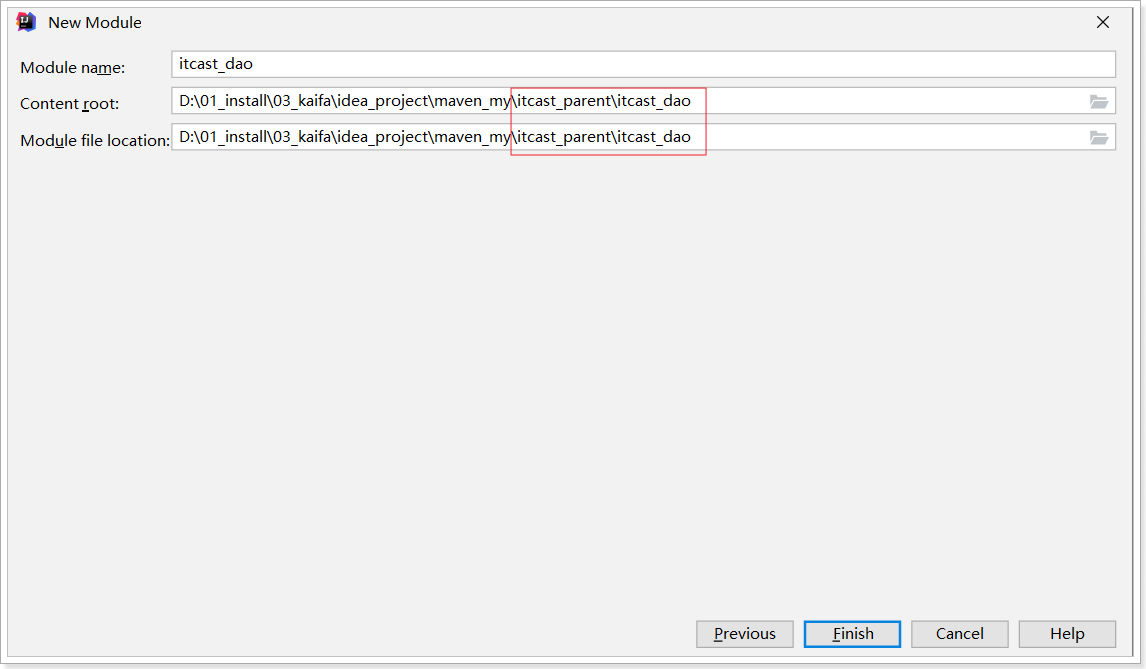 New Module
Module name: itcast_dao
Content root: D:\01_install\03_kaifa\idea_project\maven_my\itcast_parent\itcast_dao
Module file location: D:\01_install\03_kaifa\idea_project\maven_my\itcast_parent\itcast_dao
Previous Finish Cancel Help